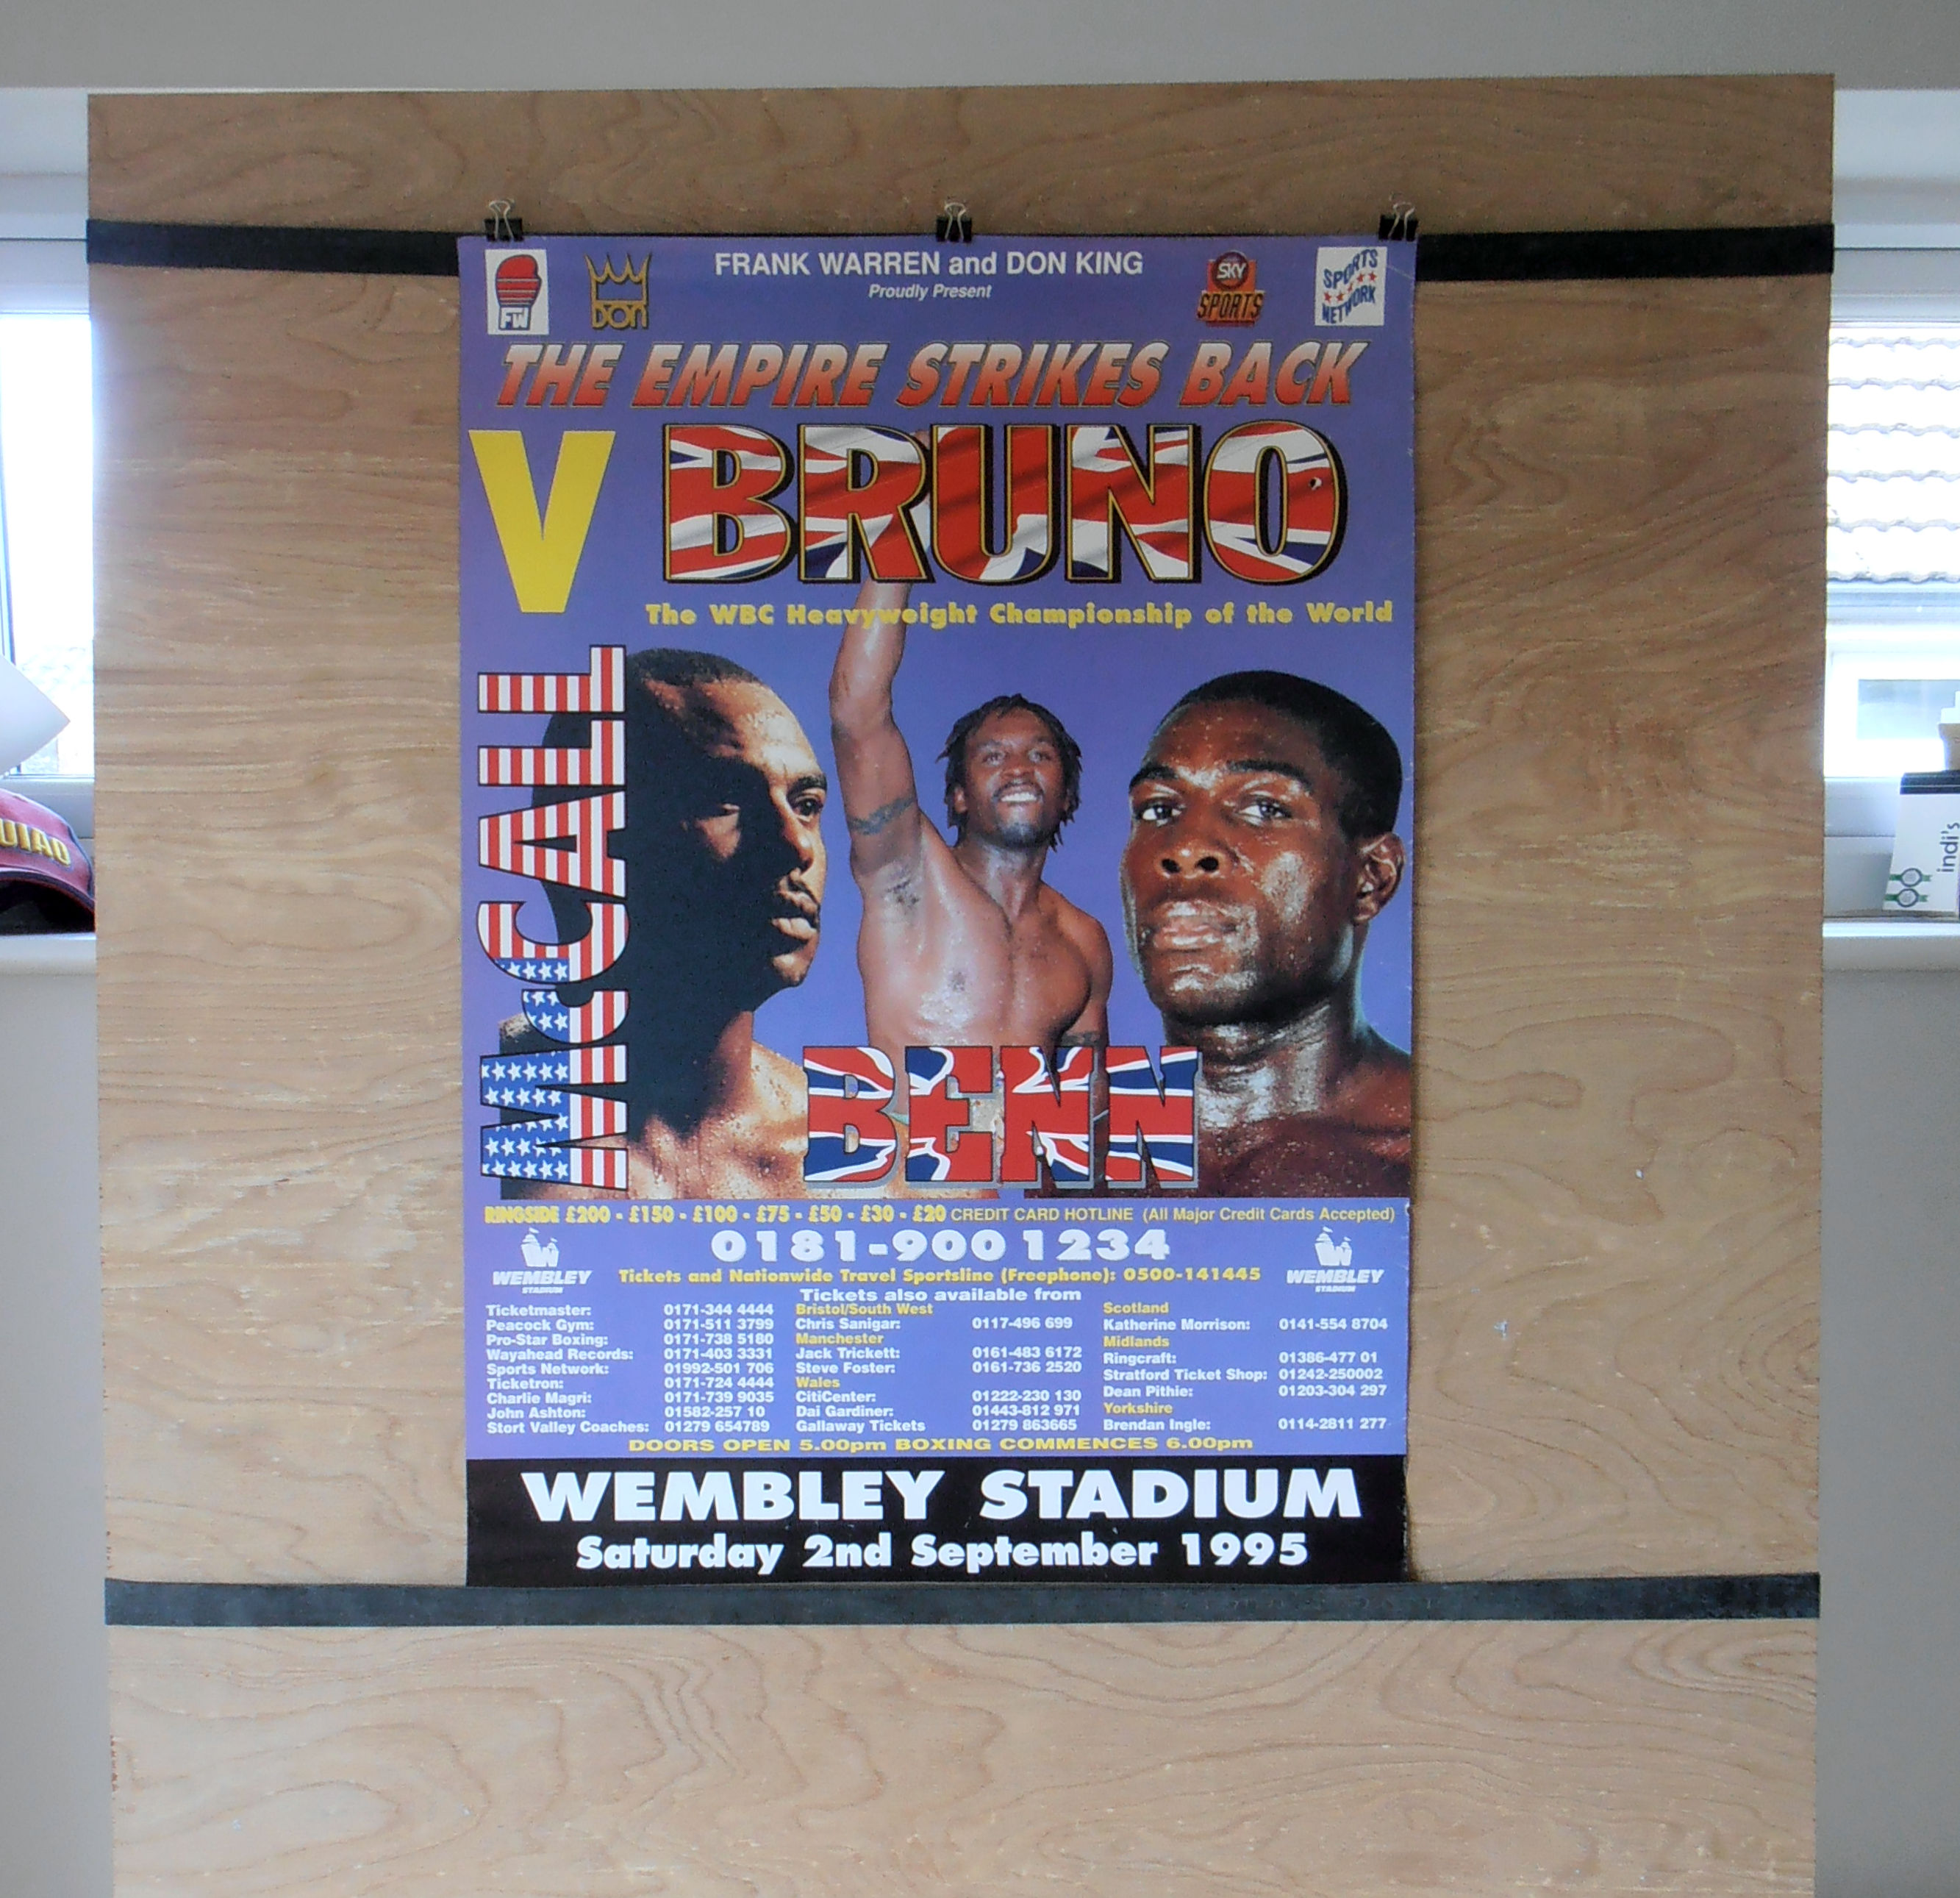 FW
DON
FRANK WARREN and DON KING
Proudly Present
SKY
SPORTS
SPORTS
NETWORK
THE EMPIRE STRIKES BACK
V
BRUNO
The WBC Heavyweight Championship of the World
McCALL
BENN
RINGSIDE £200 - £150 - £100 - £75 - £50 - £30 - £20 CREDIT CARD HOTLINE (All Major Credit Cards Accepted)
0181-900 1234
WEMBLEY
STADIUM
Tickets and Nationwide Travel Sportsline (Freephone): 0500-141445
WEMBLEY
STADIUM
Tickets also available from
Ticketmaster: 0171-344 4444
Peacock Gym: 0171-511 3799
Pro-Star Boxing: 0171-738 5180
Wayahead Records: 0171-403 3331
Sports Network: 01992-501 706
Ticketron: 0171-724 4444
Charlie Magri: 0171-739 9035
John Ashton: 01582-257 10
Stort Valley Coaches: 01279 654789
Bristol/South West
Chris Sanigar: 0117-496 699
Manchester
Jack Trickett: 0161-483 6172
Steve Foster: 0161-736 2520
Wales
CitiCenter: 01222-230 130
Dai Gardiner: 01443-812 971
Gallaway Tickets 01279 863665
Scotland
Katherine Morrison: 0141-554 8704
Midlands
Ringcraft: 01386-477 01
Stratford Ticket Shop: 01242-250002
Dean Pithie: 01203-304 297
Yorkshire
Brendan Ingle: 0114-2811 277
DOORS OPEN 5.00pm BOXING COMMENCES 6.00pm
WEMBLEY STADIUM
Saturday 2nd September 1995
UIAO
indi's